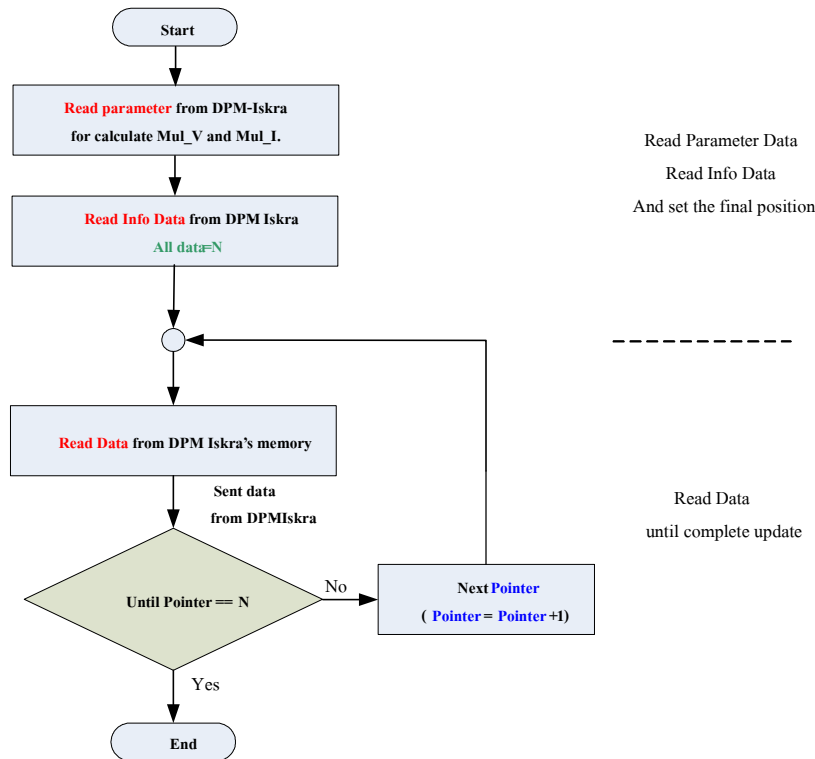 Start
Read parameter from DPM-Iskra
for calculate Mul_V and Mul_I.
Read Parameter Data
Read Info Data
And set the final position
Read Info Data from DPM Iskra
All data=N
Read Data from DPM Iskra's memory
Sent data
from DPMIskra
Read Data
until complete update
Until Pointer == N
No
Next Pointer
( Pointer = Pointer +1)
Yes
End